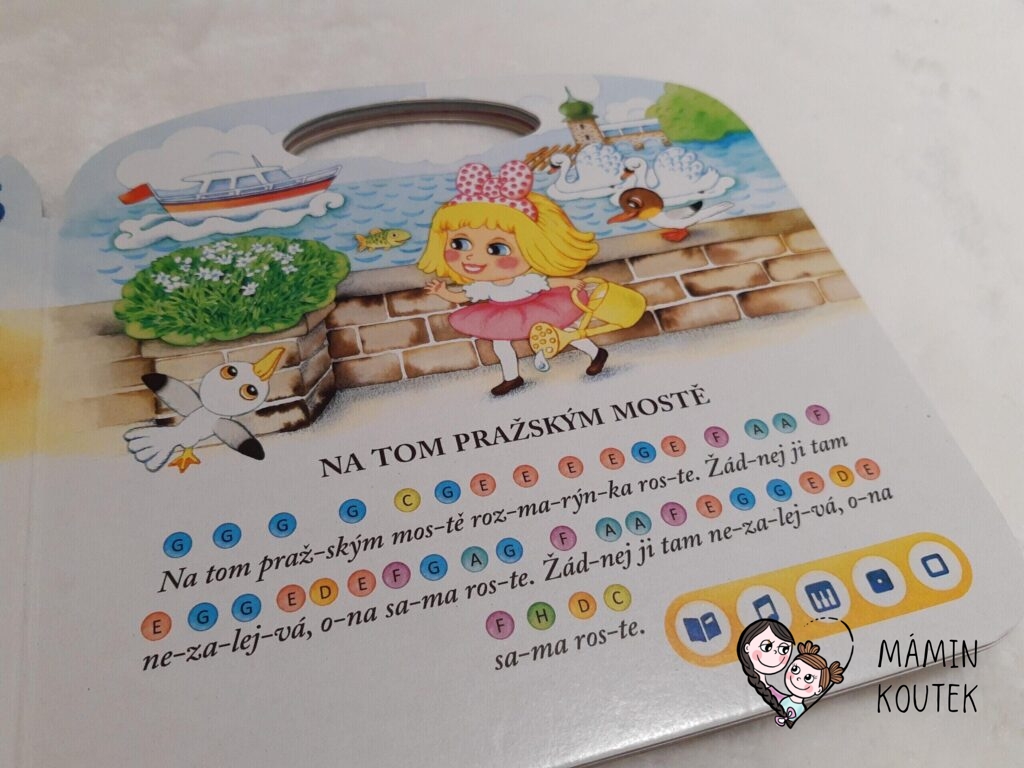 NA TOM PRAŽSKÝM MOSTĚ
G G G G C G E E E E G E F A A F
Na tom praž–ským mos–tě roz–ma–rýn–ka ros–te. Žád–nej ji tam
E G G E D E F G A G F A A F E G G E D E
ne–za–lej–vá, o–na sa–ma ros–te. Žád–nej ji tam ne–za–lej–vá, o–na
F H D C
sa–ma ros–te.
MÁMIN
KOUTEK